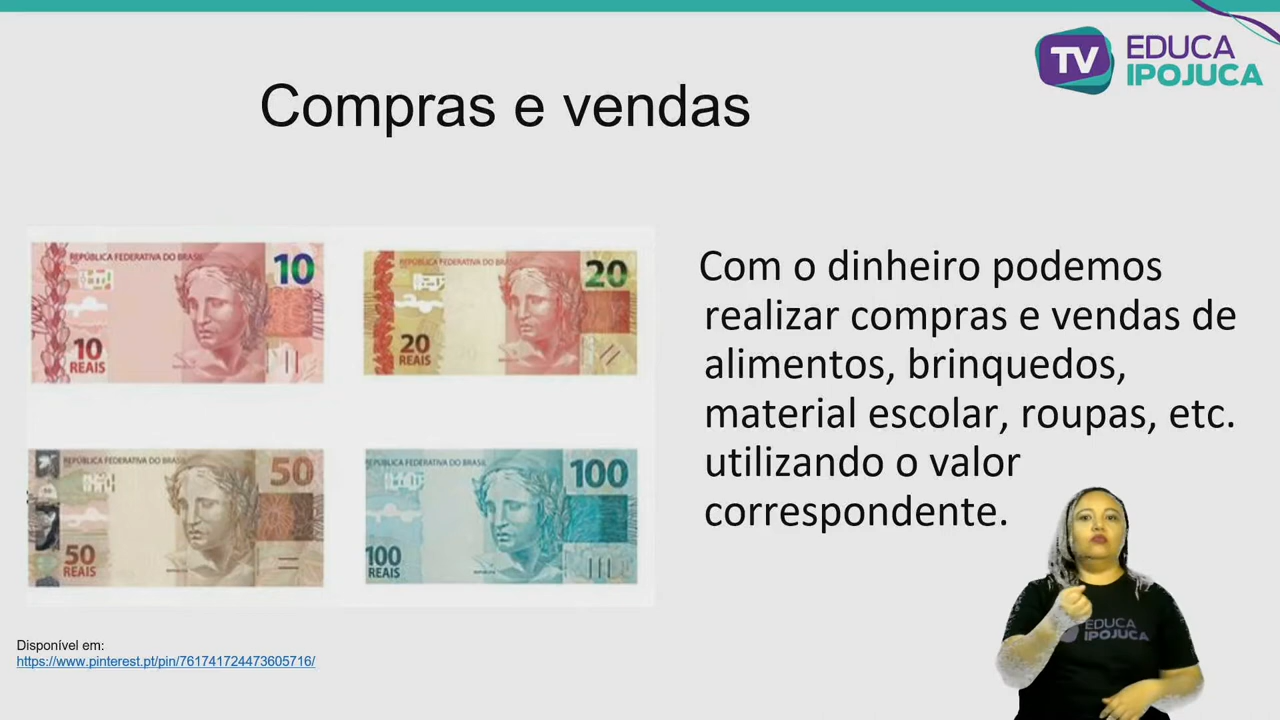 TV EDUCA
IPOJUCA
Compras e vendas
REPÚBLICA FEDERATIVA DO BRASIL
10
10
REAIS
REPÚBLICA FEDERATIVA DO BRASIL
20
20
REAIS
REPÚBLICA FEDERATIVA DO BRASIL
50
50
REAIS
REPÚBLICA FEDERATIVA DO BRASIL
100
100
REAIS
Com o dinheiro podemos
realizar compras e vendas de
alimentos, brinquedos,
material escolar, roupas, etc.
utilizando o valor
correspondente.
EDUCA
IPOJUCA
Disponível em:
https://www.pinterest.pt/pin/761741724473605716/